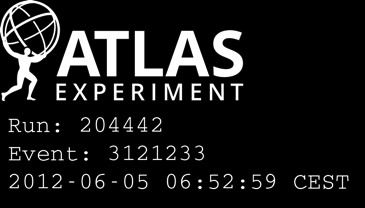 ATLAS
EXPERIMENT
Run: 204442
Event: 3121233
2012-06-05 06:52:59 CEST